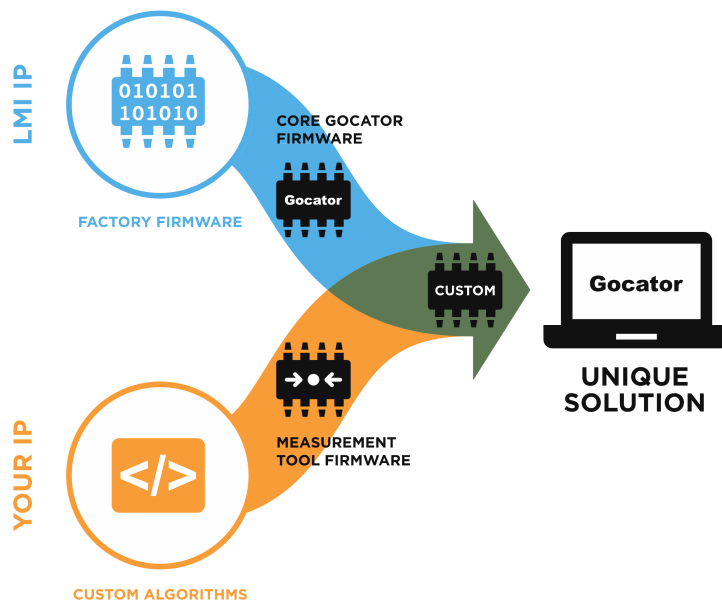 LMI IP
010101
101010
FACTORY FIRMWARE
CORE GOCATOR
FIRMWARE
Gocator
CUSTOM
Gocator
UNIQUE
SOLUTION
YOUR IP
MEASUREMENT
TOOL FIRMWARE
</>
CUSTOM ALGORITHMS